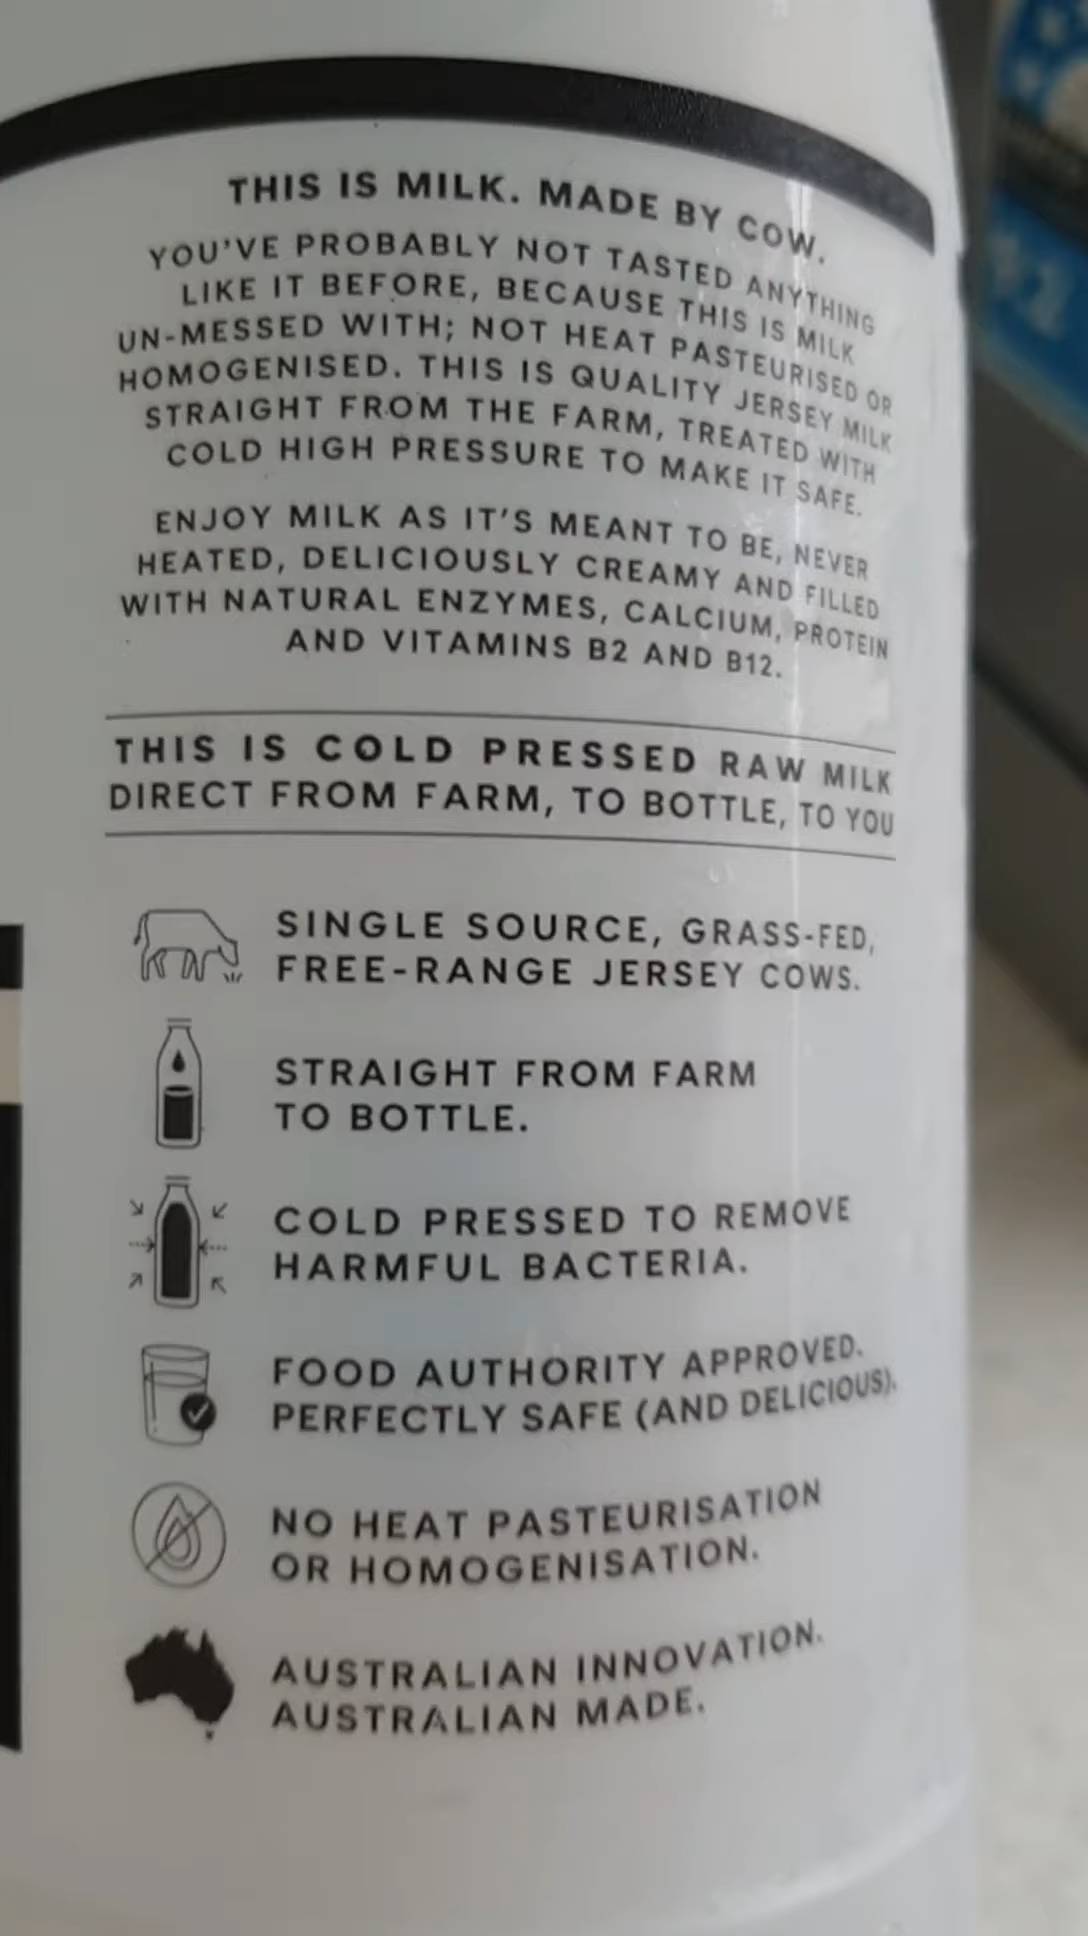 THIS IS MILK. MADE BY COW.
YOU'VE PROBABLY NOT TASTED ANYTHING
LIKE IT BEFORE, BECAUSE THIS IS MILK
UN-MESSED WITH; NOT HEAT PASTEURISED OR
HOMOGENISED. THIS IS QUALITY JERSEY MILK
STRAIGHT FROM THE FARM, TREATED WITH
COLD HIGH PRESSURE TO MAKE IT SAFE.
ENJOY MILK AS IT'S MEANT TO BE, NEVER
HEATED, DELICIOUSLY CREAMY AND FILLED
WITH NATURAL ENZYMES, CALCIUM, PROTEIN
AND VITAMINS B2 AND B12.
THIS IS COLD PRESSED RAW MILK
DIRECT FROM FARM, TO BOTTLE, TO YOU
SINGLE SOURCE, GRASS-FED,
FREE-RANGE JERSEY COWS.
STRAIGHT FROM FARM
TO BOTTLE.
COLD PRESSED TO REMOVE
HARMFUL BACTERIA.
FOOD AUTHORITY APPROVED.
PERFECTLY SAFE (AND DELICIOUS).
NO HEAT PASTEURISATION
OR HOMOGENISATION.
AUSTRALIAN INNOVATION.
AUSTRALIAN MADE.